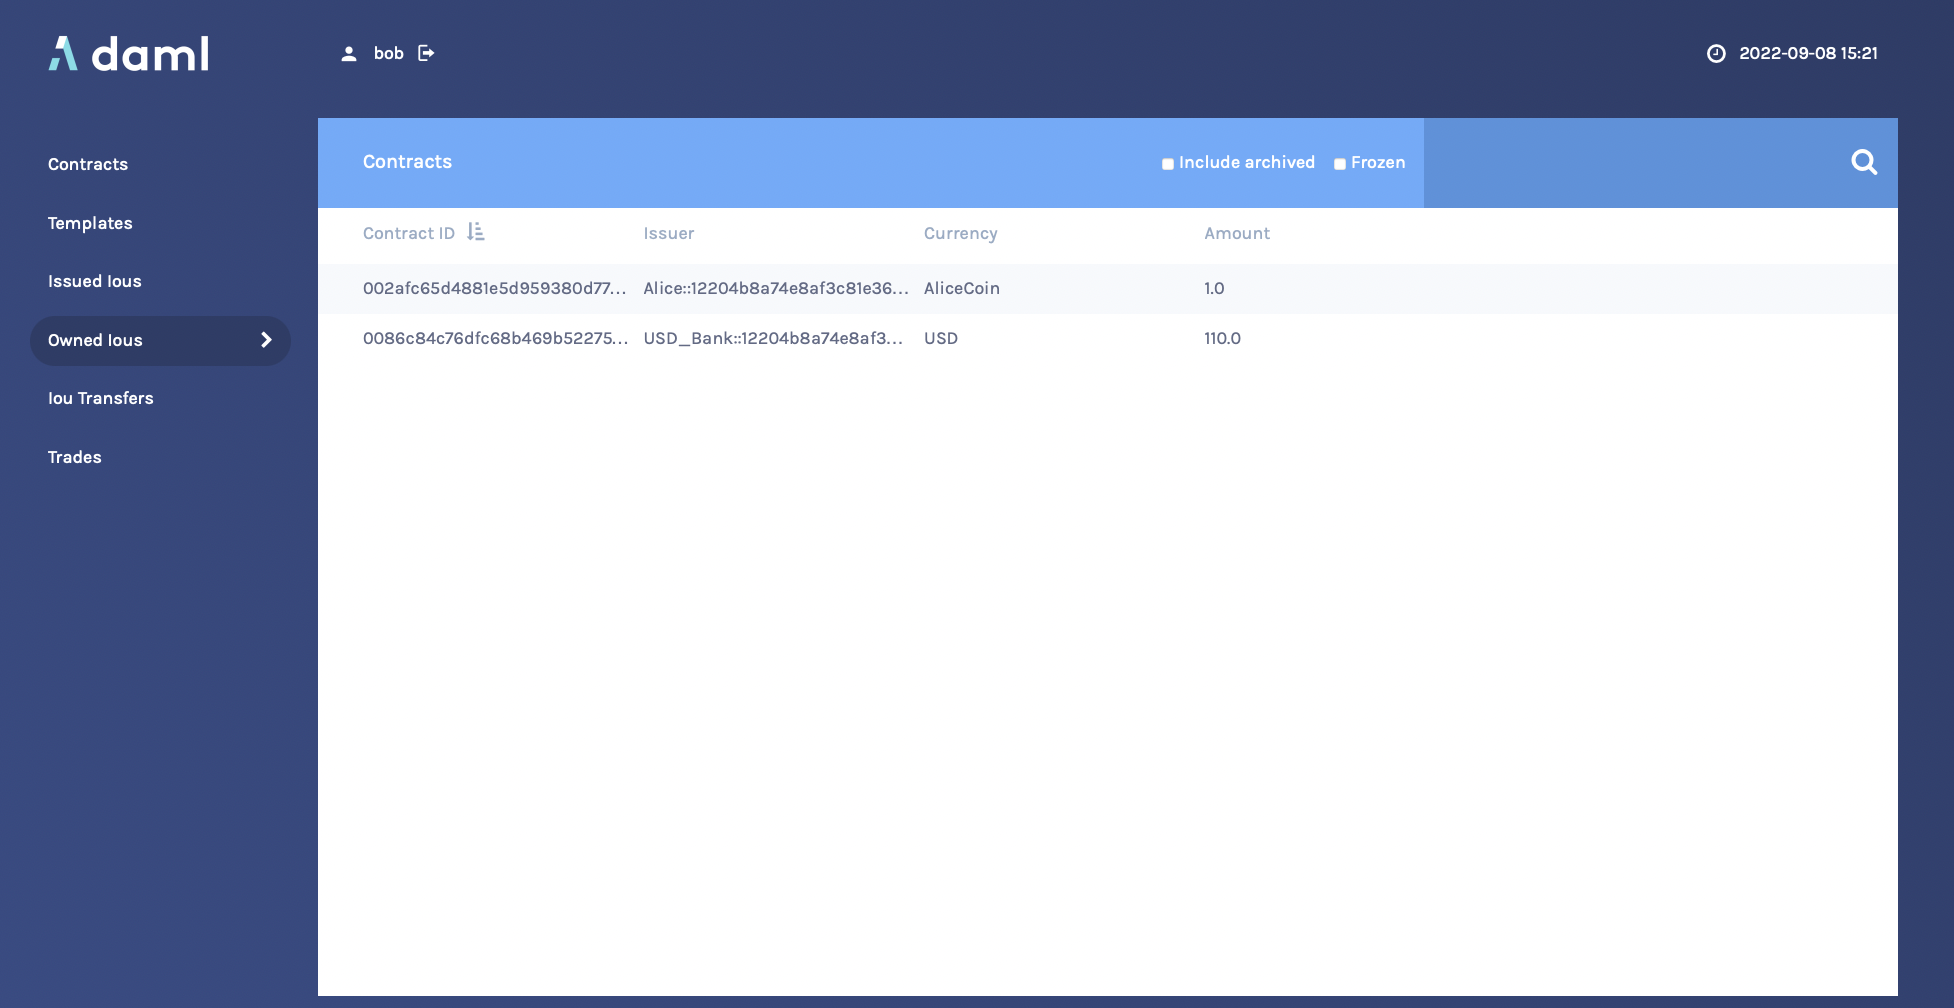 daml
bob
2022-09-08 15:21
Contracts
Templates
Issued Ious
Owned Ious
Iou Transfers
Trades
Contracts Include archived Frozen
Contract ID Issuer Currency Amount
002afc65d4881e5d959380d77... Alice::12204b8a74e8af3c81e36... AliceCoin 1.0
0086c84c76dfc68b469b52275... USD_Bank::12204b8a74e8af3... USD 110.0